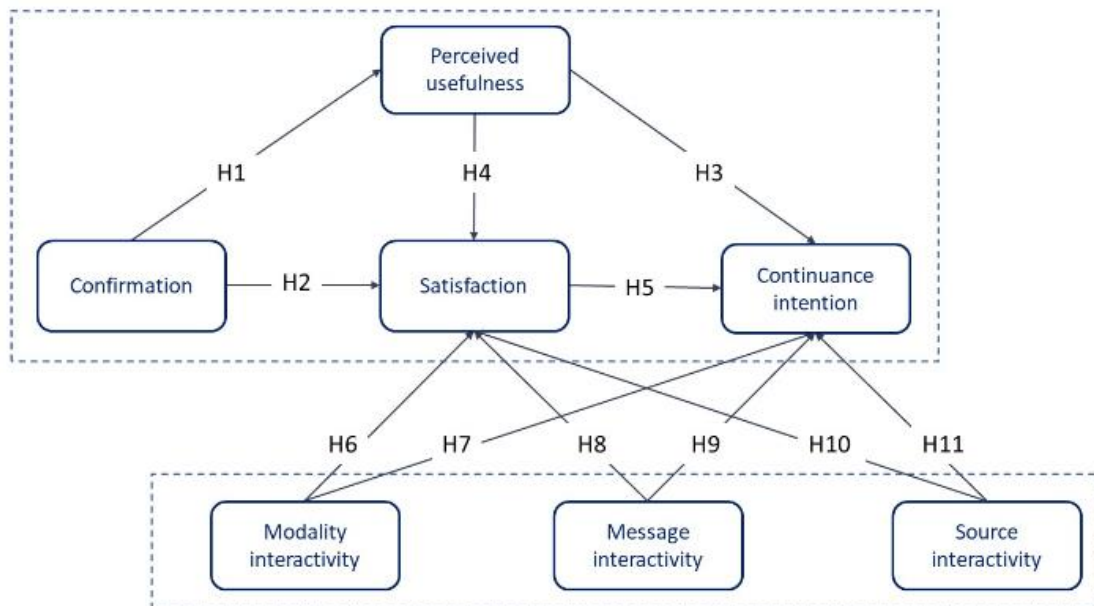 Perceived
usefulness
H1
H4
H3
Confirmation
H2
Satisfaction
H5
Continuance
intention
H6
H7
H8
H9
H10
H11
Modality
interactivity
Message
interactivity
Source
interactivity